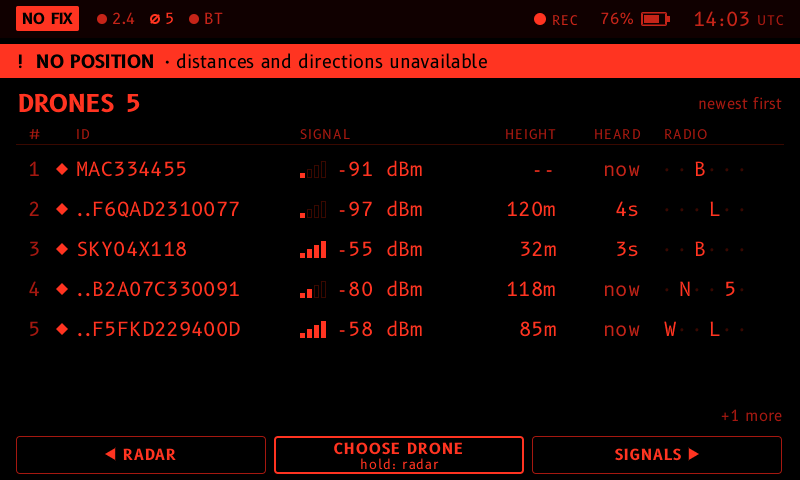 NO FIX 2.4 5 BT REC 76% 14:03 UTC
! NO POSITION · distances and directions unavailable
DRONES 5 newest first
# ID SIGNAL HEIGHT HEARD RADIO
1 ◆ MAC334455 -91 dBm -- now · · B · · ·
2 ◆ ..F6QAD2310077 -97 dBm 120m 4s · · · L · ·
3 ◆ SKY04X118 -55 dBm 32m 3s · · B · · ·
4 ◆ ..B2A07C330091 -80 dBm 118m now · N · · 5 ·
5 ◆ ..F5FKD229400D -58 dBm 85m now W · · L · ·
+1 more
◀ RADAR CHOOSE DRONE SIGNALS ▶
hold: radar